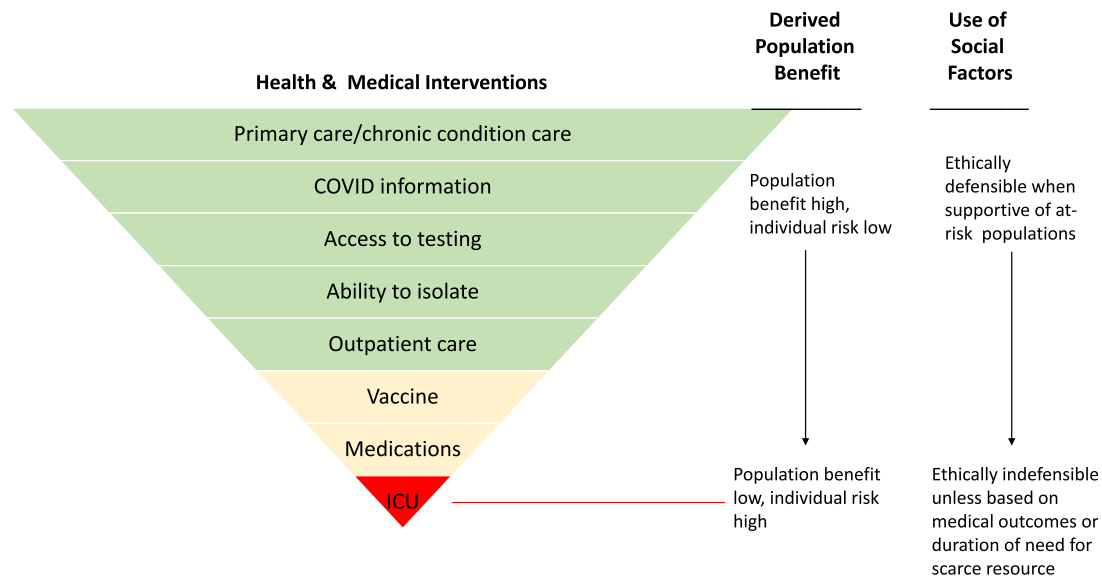 Derived
Population
Benefit
Use of
Social
Factors
Health & Medical Interventions
Primary care/chronic condition care
COVID information
Access to testing
Ability to isolate
Outpatient care
Vaccine
Medications
ICU
Population
benefit high,
individual risk low
Ethically
defensible when
supportive of at-
risk populations
Population benefit
low, individual risk
high
Ethically indefensible
unless based on
medical outcomes or
duration of need for
scarce resource